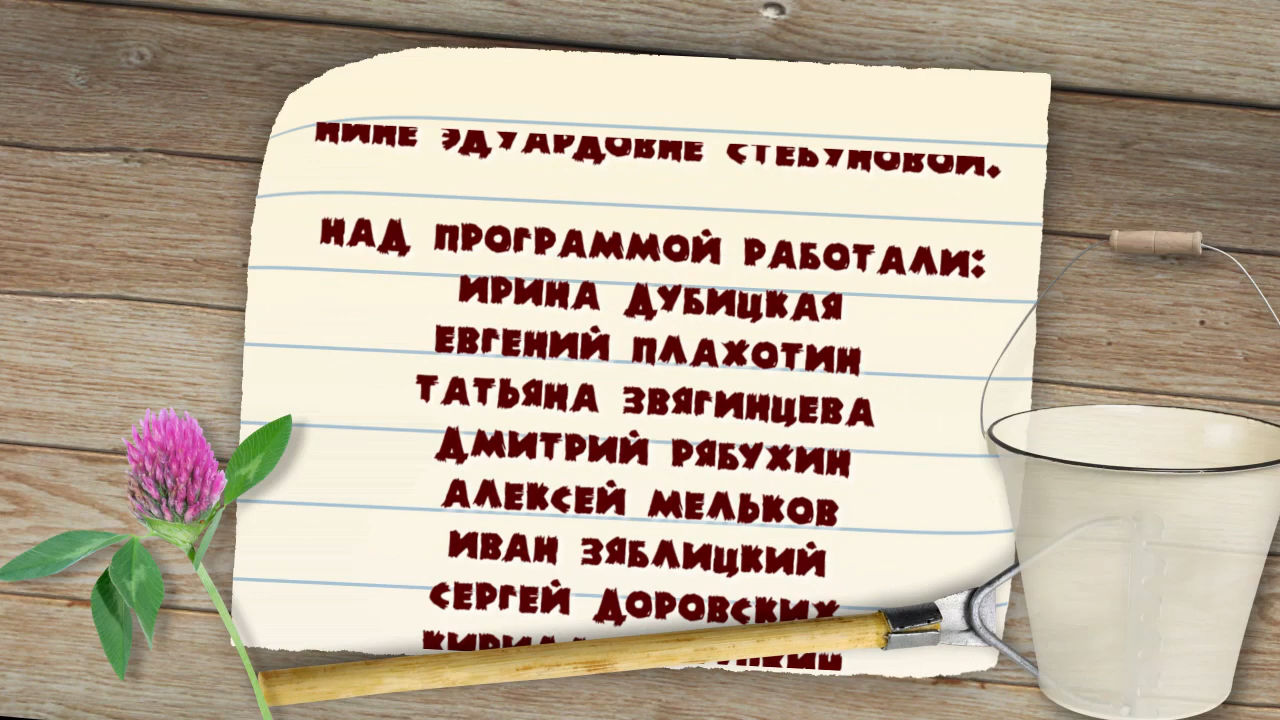 НИНЕ ЭДУАРДОВНЕ СТЕБУНОВОЙ.
НАД ПРОГРАММОЙ РАБОТАЛИ:
ИРИНА ДУБИЦКАЯ
ЕВГЕНИЙ ПЛАХОТИН
ТАТЬЯНА ЗВЯГИНЦЕВА
ДМИТРИЙ РЯБУХИН
АЛЕКСЕЙ МЕЛЬКОВ
ИВАН ЗЯБЛИЦКИЙ
СЕРГЕЙ ДОРОВСКИХ
КИРИЛЛ